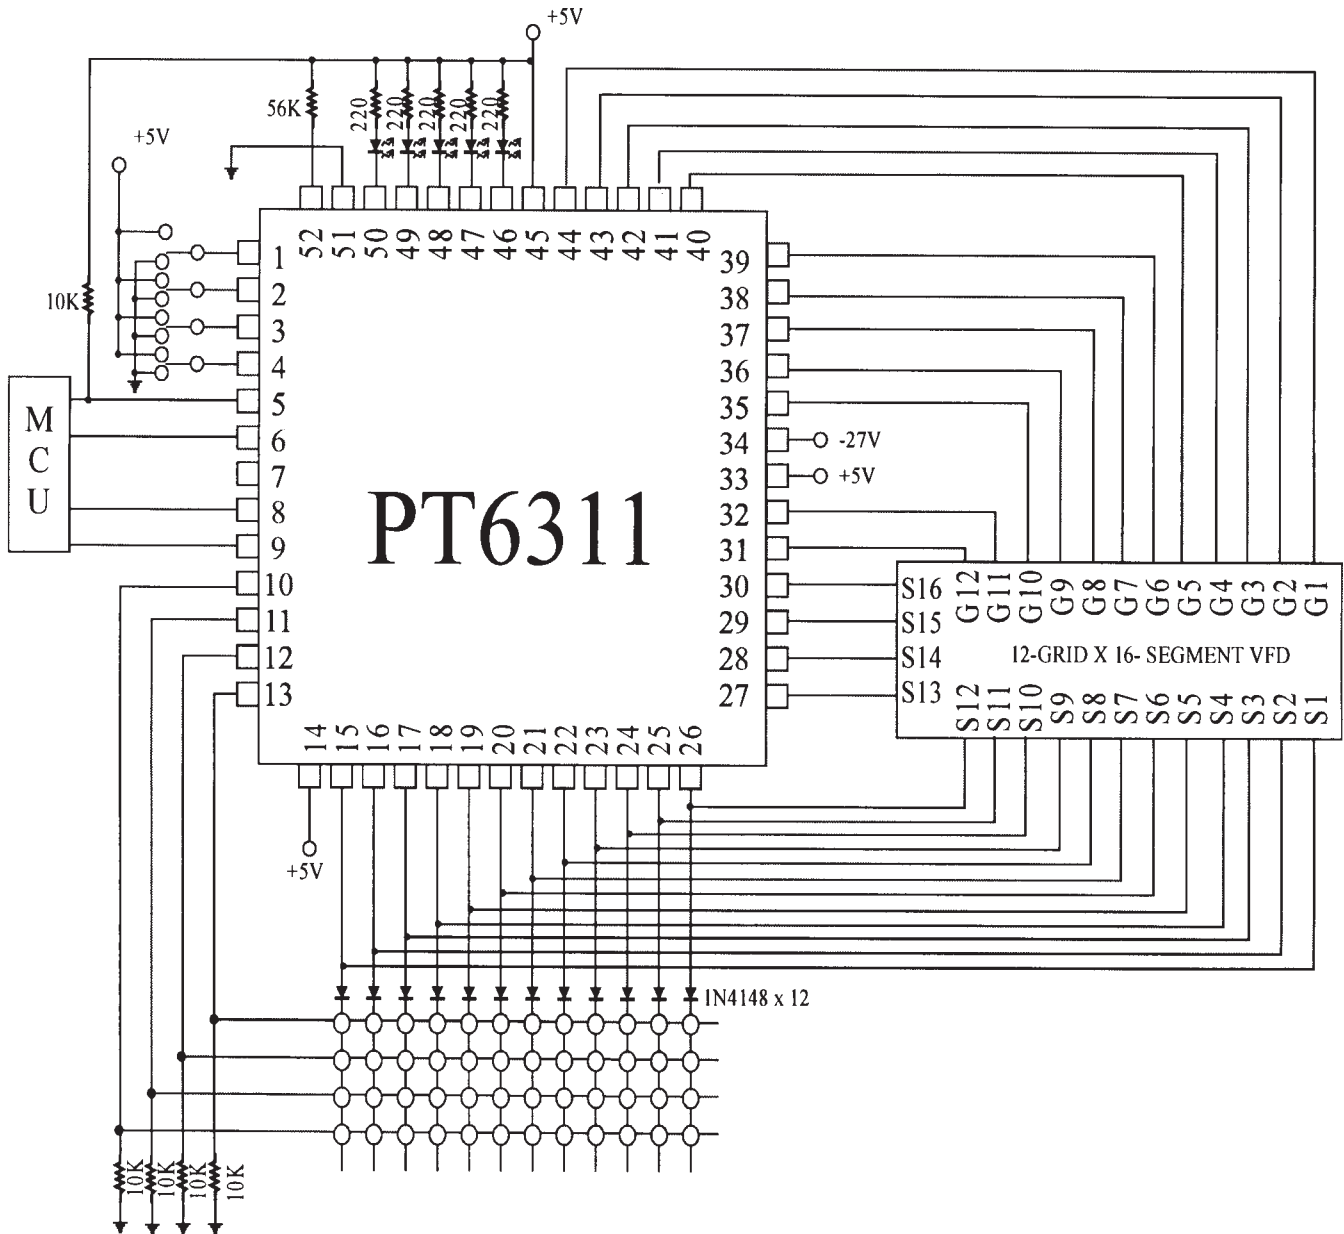 +5V
56K
220
220
220
220
220
+5V
10K
52
51
50
49
48
47
46
45
44
43
42
41
40
1
2
3
4
5
6
7
8
9
10
11
12
13
39
38
37
36
35
34
33
32
31
30
29
28
27
-27V
+5V
MCU
PT6311
14
15
16
17
18
19
20
21
22
23
24
25
26
S16
S15
S14
S13
G12
G11
G10
G9
G8
G7
G6
G5
G4
G3
G2
G1
12-GRID X 16- SEGMENT VFD
S12
S11
S10
S9
S8
S7
S6
S5
S4
S3
S2
S1
+5V
1N4148 x 12
10K
10K
10K
10K